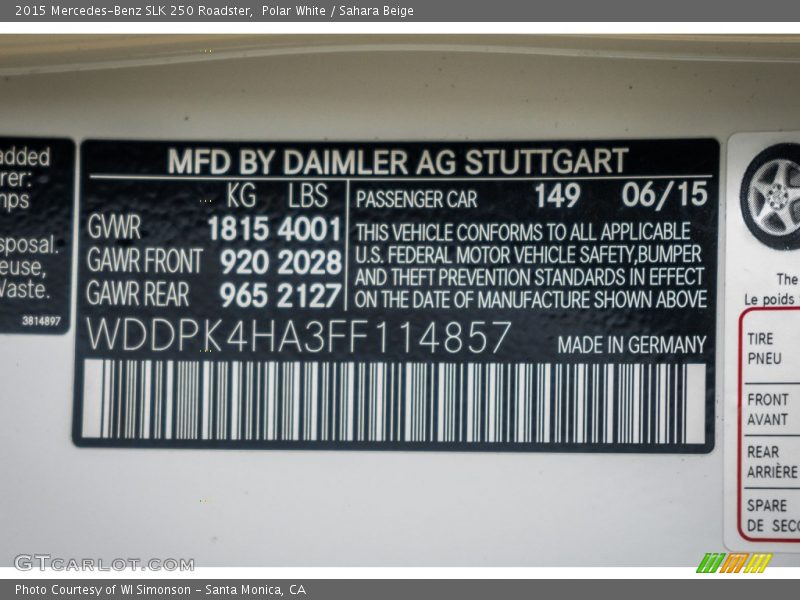 2015 Mercedes-Benz SLK 250 Roadster, Polar White / Sahara Beige
added
rer:
mps
sposal.
euse,
Waste.
3814897
MFD BY DAIMLER AG STUTTGART
KG LBS
GVWR 1815 4001
GAWR FRONT 920 2028
GAWR REAR 965 2127
PASSENGER CAR 149 06/15
THIS VEHICLE CONFORMS TO ALL APPLICABLE
U.S. FEDERAL MOTOR VEHICLE SAFETY,BUMPER
AND THEFT PREVENTION STANDARDS IN EFFECT
ON THE DATE OF MANUFACTURE SHOWN ABOVE
WDDPK4HA3FF114857
MADE IN GERMANY
The
Le poids
TIRE
PNEU
FRONT
AVANT
REAR
ARRIÈRE
SPARE
DE SECO
GTCARLOT.COM
Photo Courtesy of WI Simonson - Santa Monica, CA